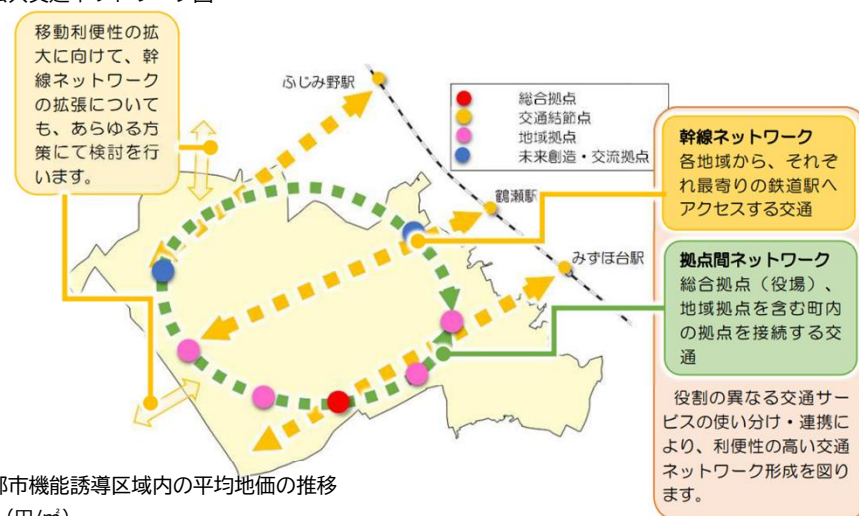 移動利便性の拡
大に向けて、幹
線ネットワーク
の拡張について
も、あらゆる方
策にて検討を行
います。
ふじみ野駅
総合拠点
交通結節点
地域拠点
未来創造・交流拠点
鶴瀬駅
みずほ台駅
幹線ネットワーク
各地域から、それぞ
れ最寄りの鉄道駅へ
アクセスする交通
拠点間ネットワーク
総合拠点（役場）、
地域拠点を含む町内
の拠点を接続する交
通
役割の異なる交通サー
ビスの使い分け・連携に
より、利便性の高い交通
ネットワーク形成を図り
ます。
都市機能誘導区域内の平均地価の推移
（円/㎡）